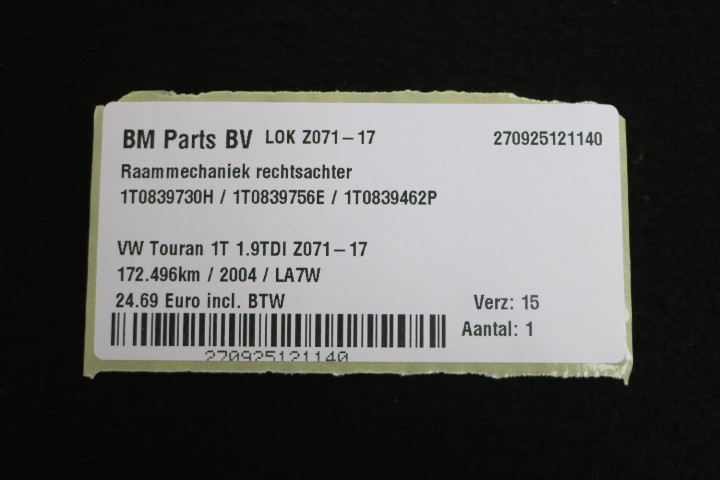 BM Parts BV LOK Z071-17 270925121140
Raammechaniek rechtsachter
1T0839730H / 1T0839756E / 1T0839462P
VW Touran 1T 1.9TDI Z071-17
172.496km / 2004 / LA7W
24.69 Euro incl. BTW Verz: 15
Aantal: 1
270925121140